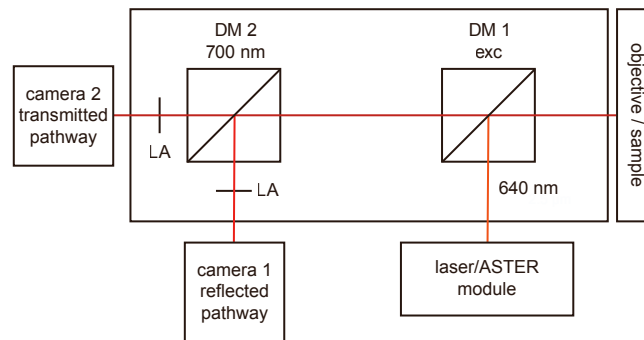 DM 2
700 nm
DM 1
exc
objective / sample
camera 2
transmitted
pathway
LA
LA
640 nm
camera 1
reflected
pathway
laser/ASTER
module